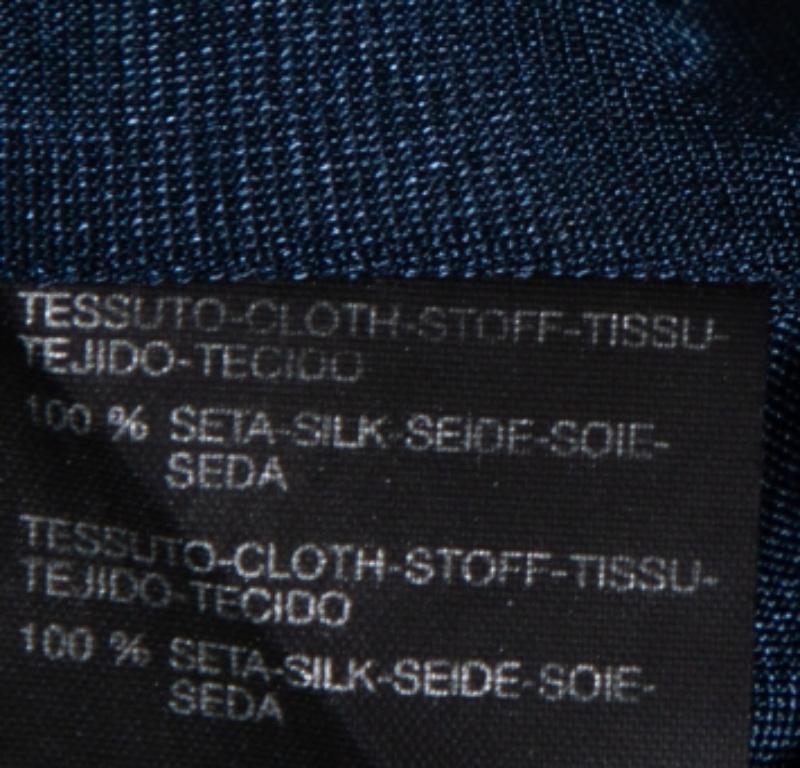 TESSUTO-CLOTH-STOFF-TISSU-
TEJIDO-TECIDO
100 % SETA-SILK-SEIDE-SOIE-
SEDA
TESSUTO-CLOTH-STOFF-TISSU-
TEJIDO-TECIDO
100 % SETA-SILK-SEIDE-SOIE-
SEDA